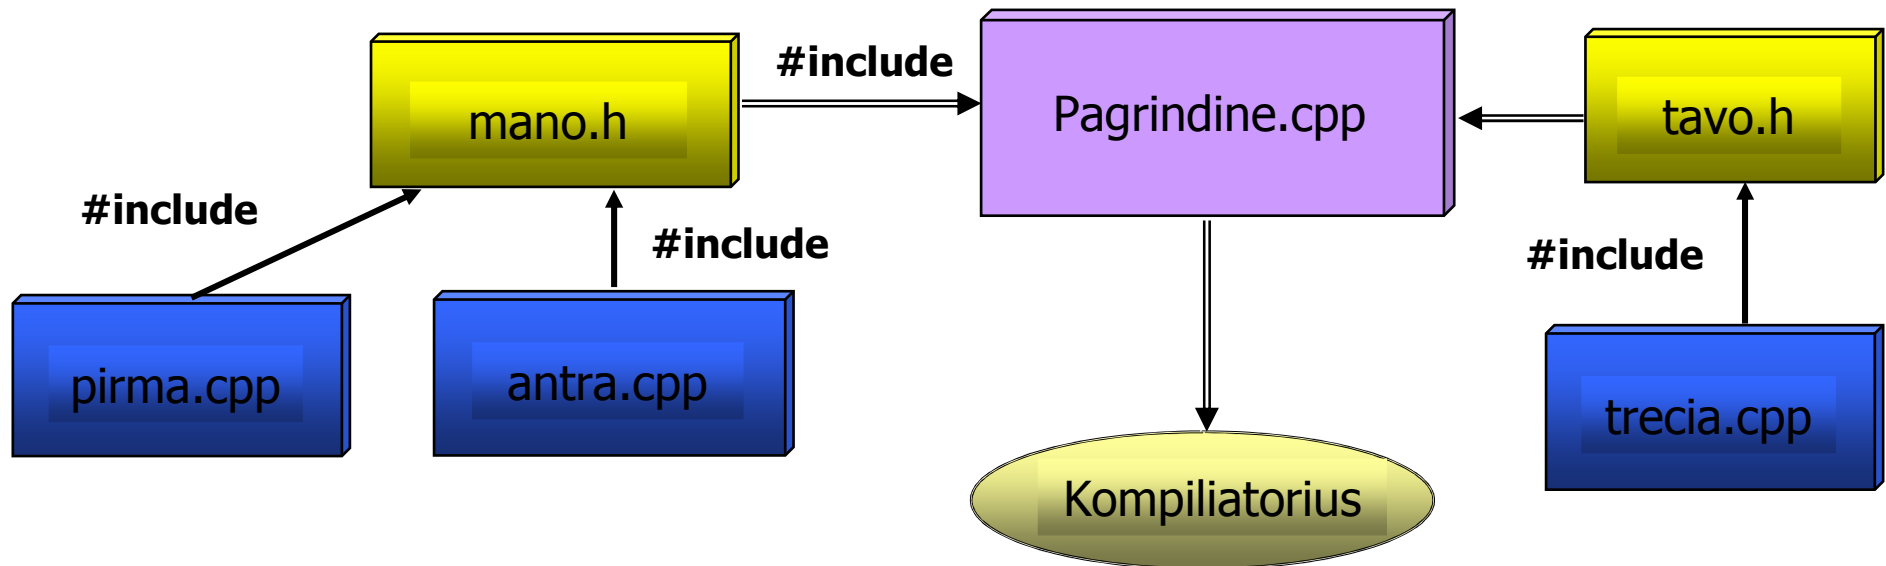 mano.h
#include
Pagrindine.cpp
tavo.h
#include
#include
#include
pirma.cpp
antra.cpp
trecia.cpp
Kompiliatorius